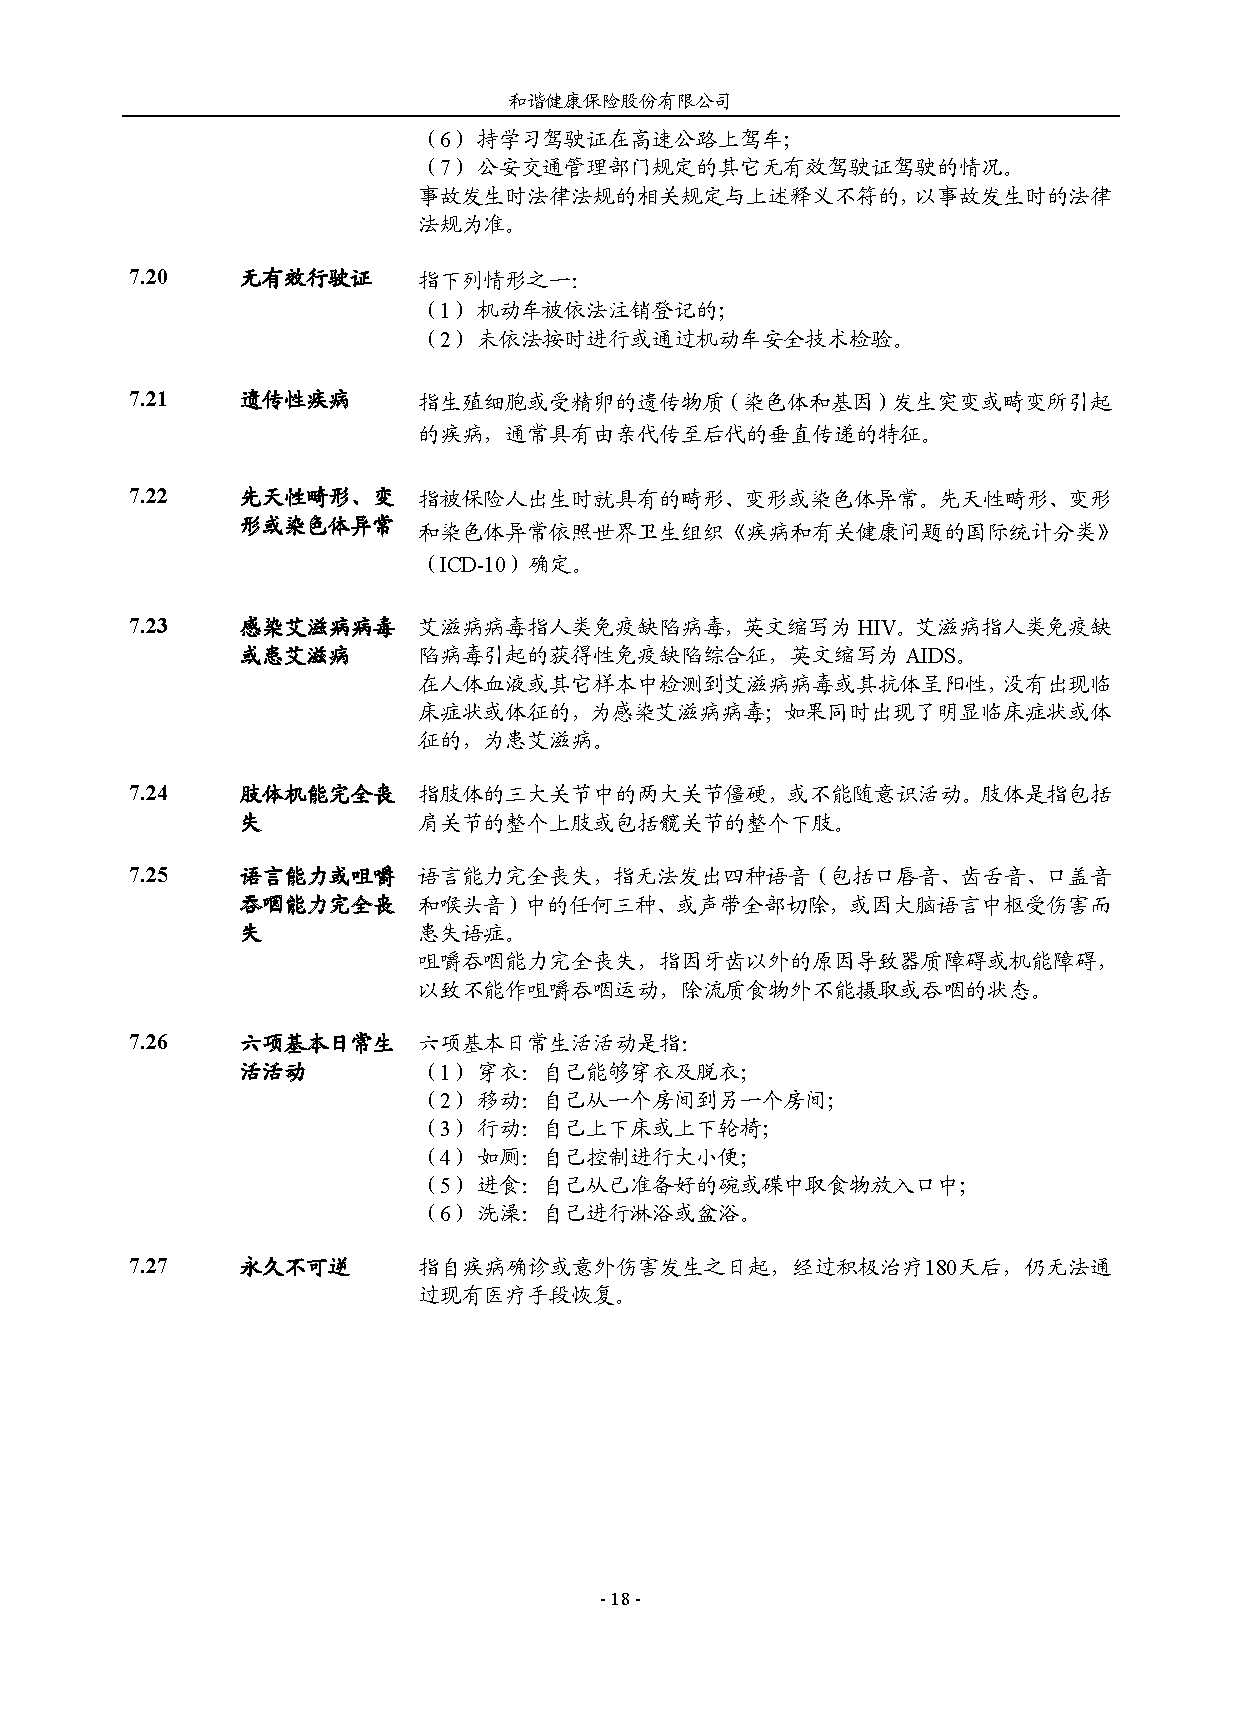 和谐健康保险股份有限公司
（6）持学习驾驶证在高速公路上驾车；
（7）公安交通管理部门规定的其它无有效驾驶证驾驶的情况。
事故发生时法律法规的相关规定与上述释义不符的，以事故发生时的法律
法规为准。
7.20 无有效行驶证 指下列情形之一：
（1）机动车被依法注销登记的；
（2）未依法按时进行或通过机动车安全技术检验。
7.21 遗传性疾病 指生殖细胞或受精卵的遗传物质（染色体和基因）发生突变或畸变所引起
的疾病，通常具有由亲代传至后代的垂直传递的特征。
7.22 先天性畸形、变 指被保险人出生时就具有的畸形、变形或染色体异常。先天性畸形、变形
形或染色体异常 和染色体异常依照世界卫生组织《疾病和有关健康问题的国际统计分类》
（ICD-10）确定。
7.23 感染艾滋病病毒 艾滋病病毒指人类免疫缺陷病毒，英文缩写为 HIV。艾滋病指人类免疫缺
或患艾滋病 陷病毒引起的获得性免疫缺陷综合征，英文缩写为 AIDS。
在人体血液或其它样本中检测到艾滋病病毒或其抗体呈阳性，没有出现临
床症状或体征的，为感染艾滋病病毒；如果同时出现了明显临床症状或体
征的，为患艾滋病。
7.24 肢体机能完全丧 指肢体的三大关节中的两大关节僵硬，或不能随意识活动。肢体是指包括
失 肩关节的整个上肢或包括髋关节的整个下肢。
7.25 语言能力或咀嚼 语言能力完全丧失，指无法发出四种语音（包括口唇音、齿舌音、口盖音
吞咽能力完全丧 和喉头音）中的任何三种、或声带全部切除，或因大脑语言中枢受伤害而
失 患失语症。
咀嚼吞咽能力完全丧失，指因牙齿以外的原因导致器质障碍或机能障碍，
以致不能作咀嚼吞咽运动，除流质食物外不能摄取或吞咽的状态。
7.26 六项基本日常生 六项基本日常生活活动是指：
活活动 （1）穿衣：自己能够穿衣及脱衣；
（2）移动：自己从一个房间到另一个房间；
（3）行动：自己上下床或上下轮椅；
（4）如厕：自己控制进行大小便；
（5）进食：自己从已准备好的碗或碟中取食物放入口中；
（6）洗澡：自己进行淋浴或盆浴。
7.27 永久不可逆 指自疾病确诊或意外伤害发生之日起，经过积极治疗180天后，仍无法通
过现有医疗手段恢复。
- 18 -